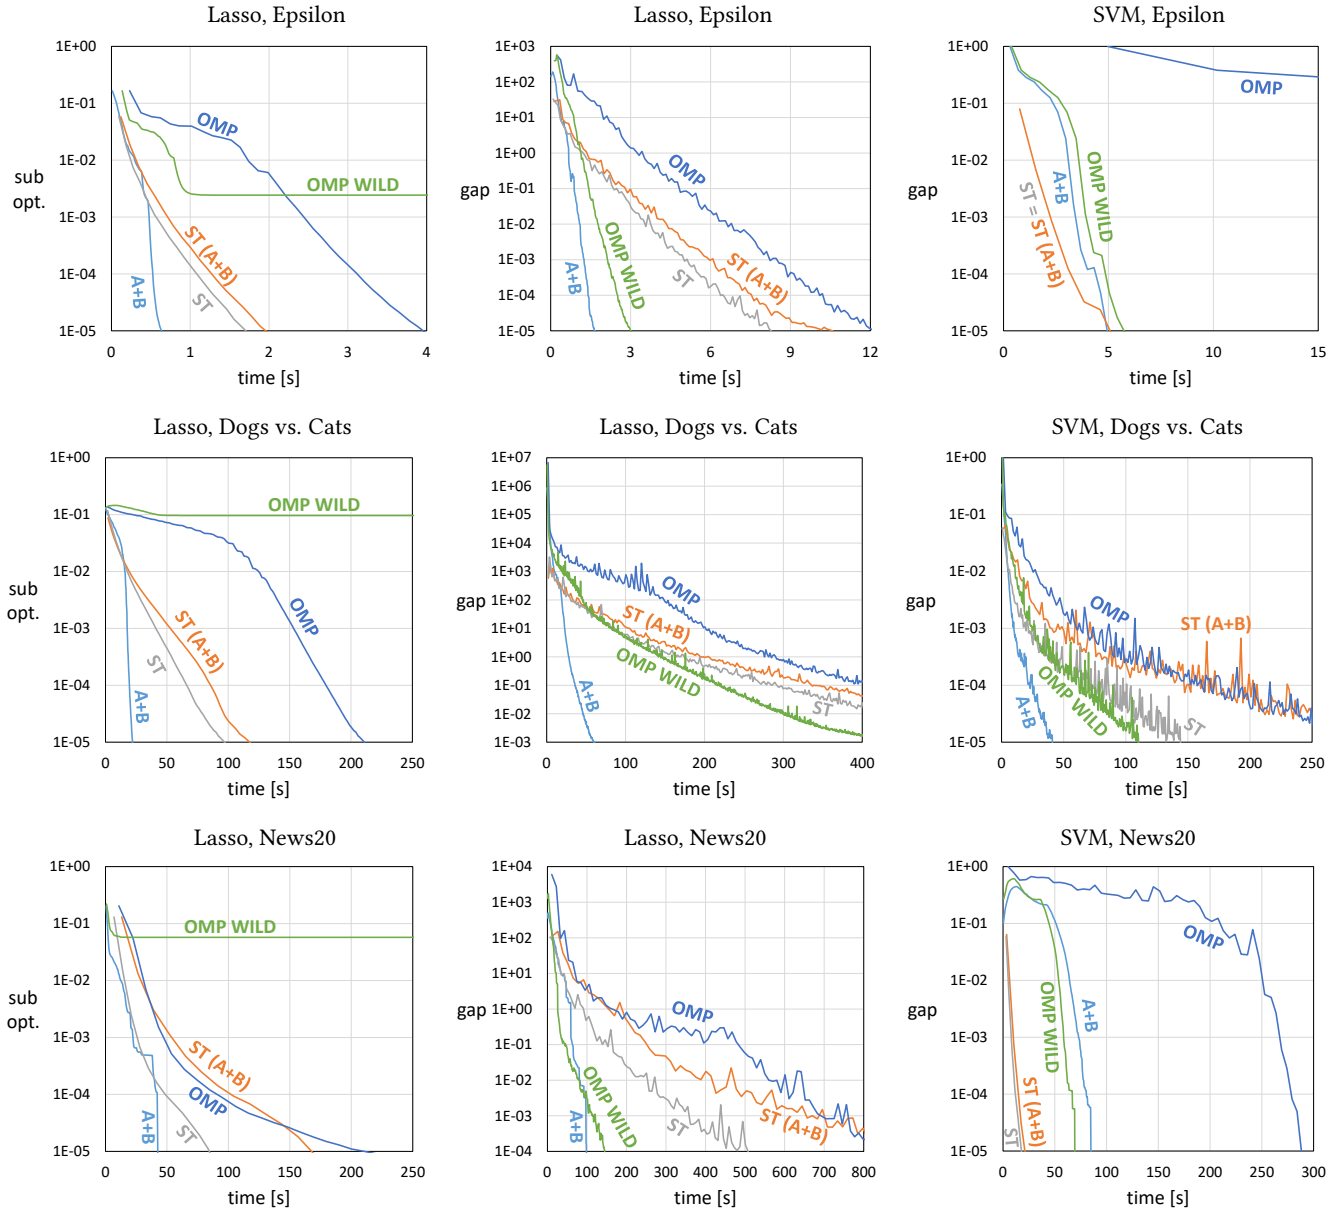 Lasso, Epsilon
1E+00
1E-01
1E-02
1E-03
1E-04
1E-05
sub
opt.
OMP
OMP WILD
ST (A+B)
A+B
ST
0 1 2 3 4
time [s]
Lasso, Epsilon
1E+03
1E+02
1E+01
1E+00
1E-01
1E-02
1E-03
1E-04
1E-05
gap
OMP
OMP WILD
ST (A+B)
A+B
ST
0 3 6 9 12
time [s]
SVM, Epsilon
1E+00
1E-01
1E-02
1E-03
1E-04
1E-05
gap
OMP
OMP WILD
A+B
ST = ST (A+B)
0 5 10 15
time [s]
Lasso, Dogs vs. Cats
1E+00
1E-01
1E-02
1E-03
1E-04
1E-05
sub
opt.
OMP WILD
OMP
ST (A+B)
ST
A+B
0 50 100 150 200 250
time [s]
Lasso, Dogs vs. Cats
1E+07
1E+06
1E+05
1E+04
1E+03
1E+02
1E+01
1E+00
1E-01
1E-02
1E-03
gap
OMP
ST (A+B)
OMP WILD
A+B
ST
0 100 200 300 400
time [s]
SVM, Dogs vs. Cats
1E+00
1E-01
1E-02
1E-03
1E-04
1E-05
gap
OMP
ST (A+B)
A+B
OMP WILD
ST
0 50 100 150 200 250
time [s]
Lasso, News20
1E+00
1E-01
1E-02
1E-03
1E-04
1E-05
sub
opt.
OMP WILD
ST (A+B)
OMP
A+B
ST
0 50 100 150 200 250
time [s]
Lasso, News20
1E+04
1E+03
1E+02
1E+01
1E+00
1E-01
1E-02
1E-03
1E-04
gap
OMP
OMP WILD
A+B
ST
ST (A+B)
0 100 200 300 400 500 600 700 800
time [s]
SVM, News20
1E+00
1E-01
1E-02
1E-03
1E-04
1E-05
gap
OMP
A+B
OMP WILD
ST (A+B)
ST
0 50 100 150 200 250 300
time [s]